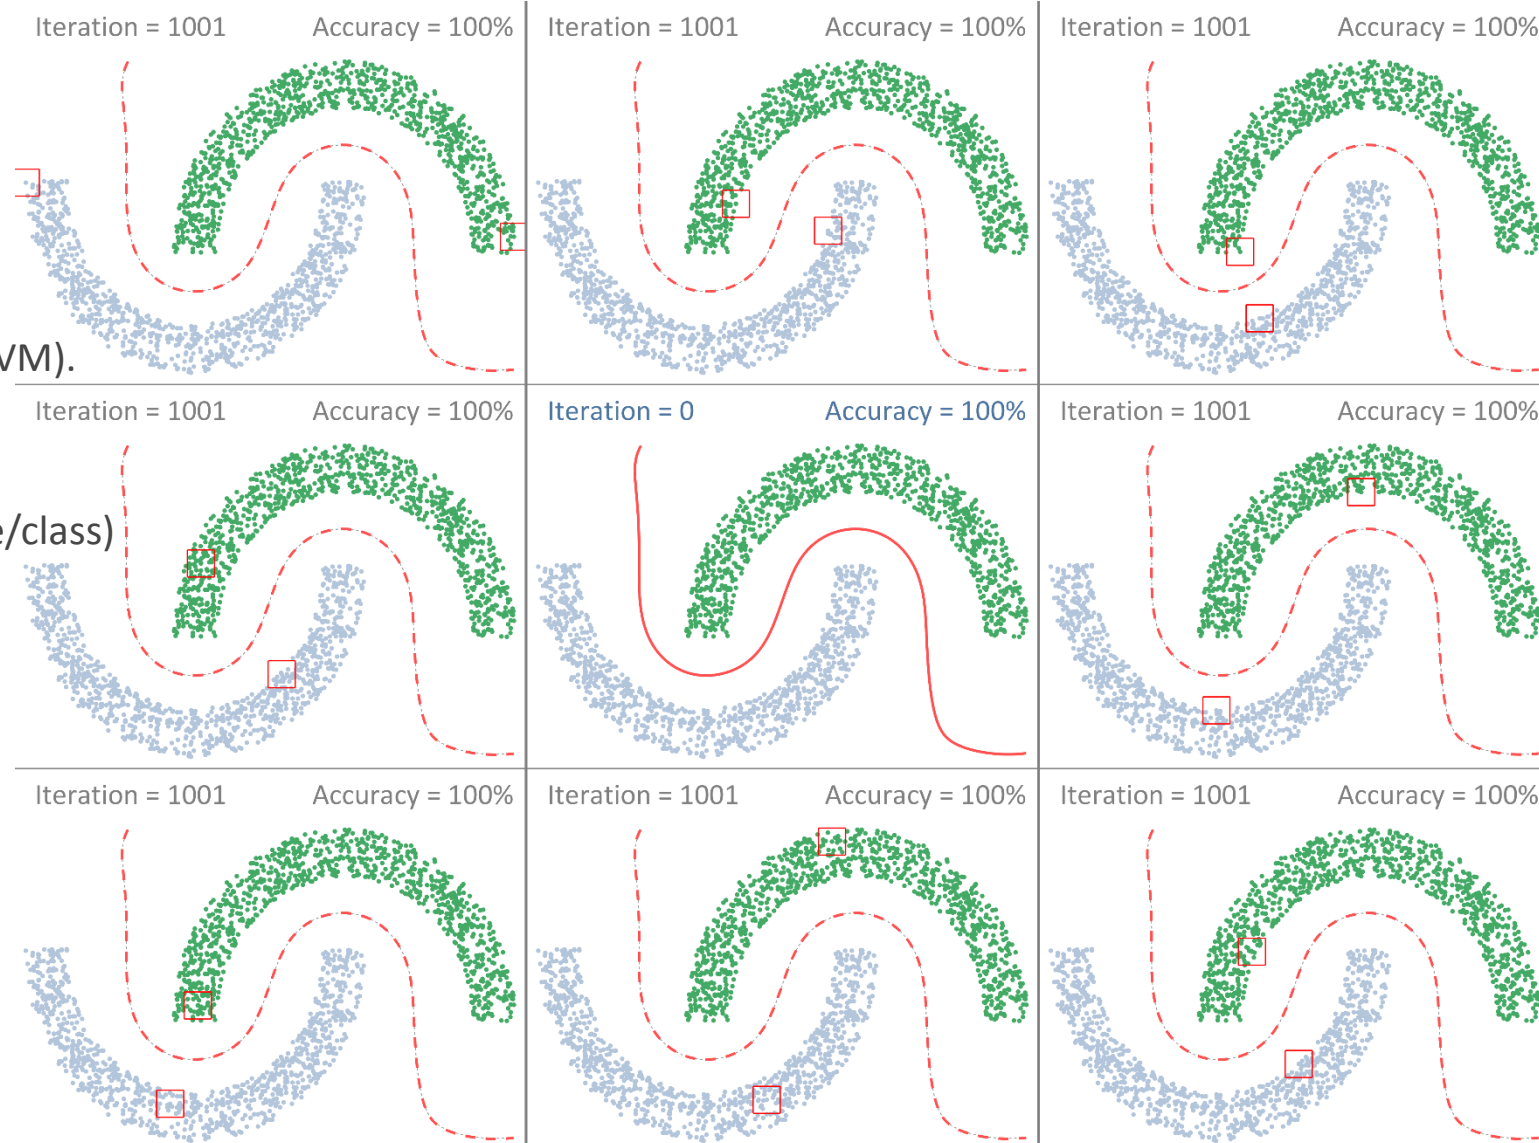 Iteration = 1001 Accuracy = 100%
Iteration = 1001 Accuracy = 100%
Iteration = 1001 Accuracy = 100%
VM).
Iteration = 1001 Accuracy = 100%
Iteration = 0 Accuracy = 100%
Iteration = 1001 Accuracy = 100%
e/class)
Iteration = 1001 Accuracy = 100%
Iteration = 1001 Accuracy = 100%
Iteration = 1001 Accuracy = 100%